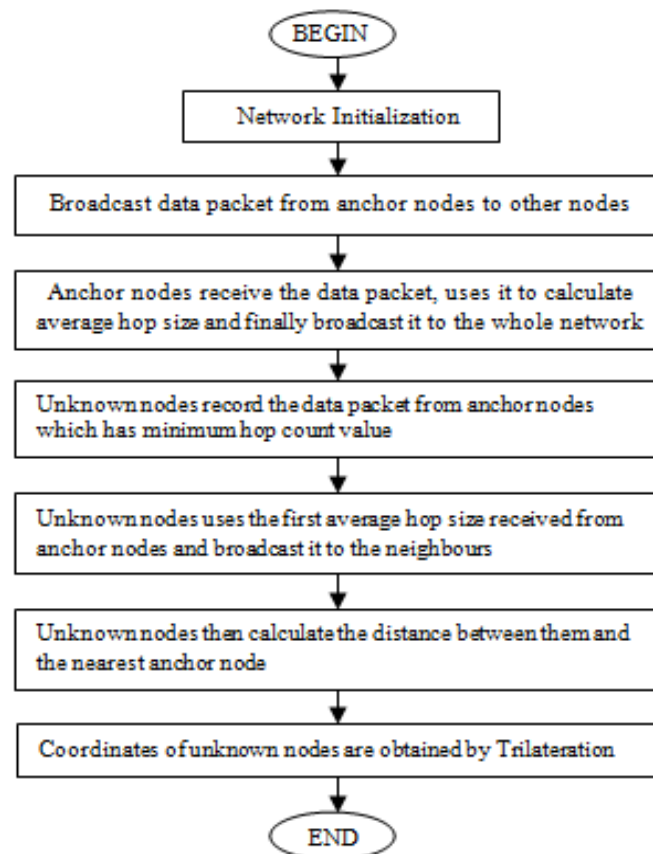 BEGIN
Network Initialization
Broadcast data packet from anchor nodes to other nodes
Anchor nodes receive the data packet, uses it to calculate
average hop size and finally broadcast it to the whole network
Unknown nodes record the data packet from anchor nodes
which has minimum hop count value
Unknown nodes uses the first average hop size received from
anchor nodes and broadcast it to the neighbours
Unknown nodes then calculate the distance between them and
the nearest anchor node
Coordinates of unknown nodes are obtained by Trilateration
END